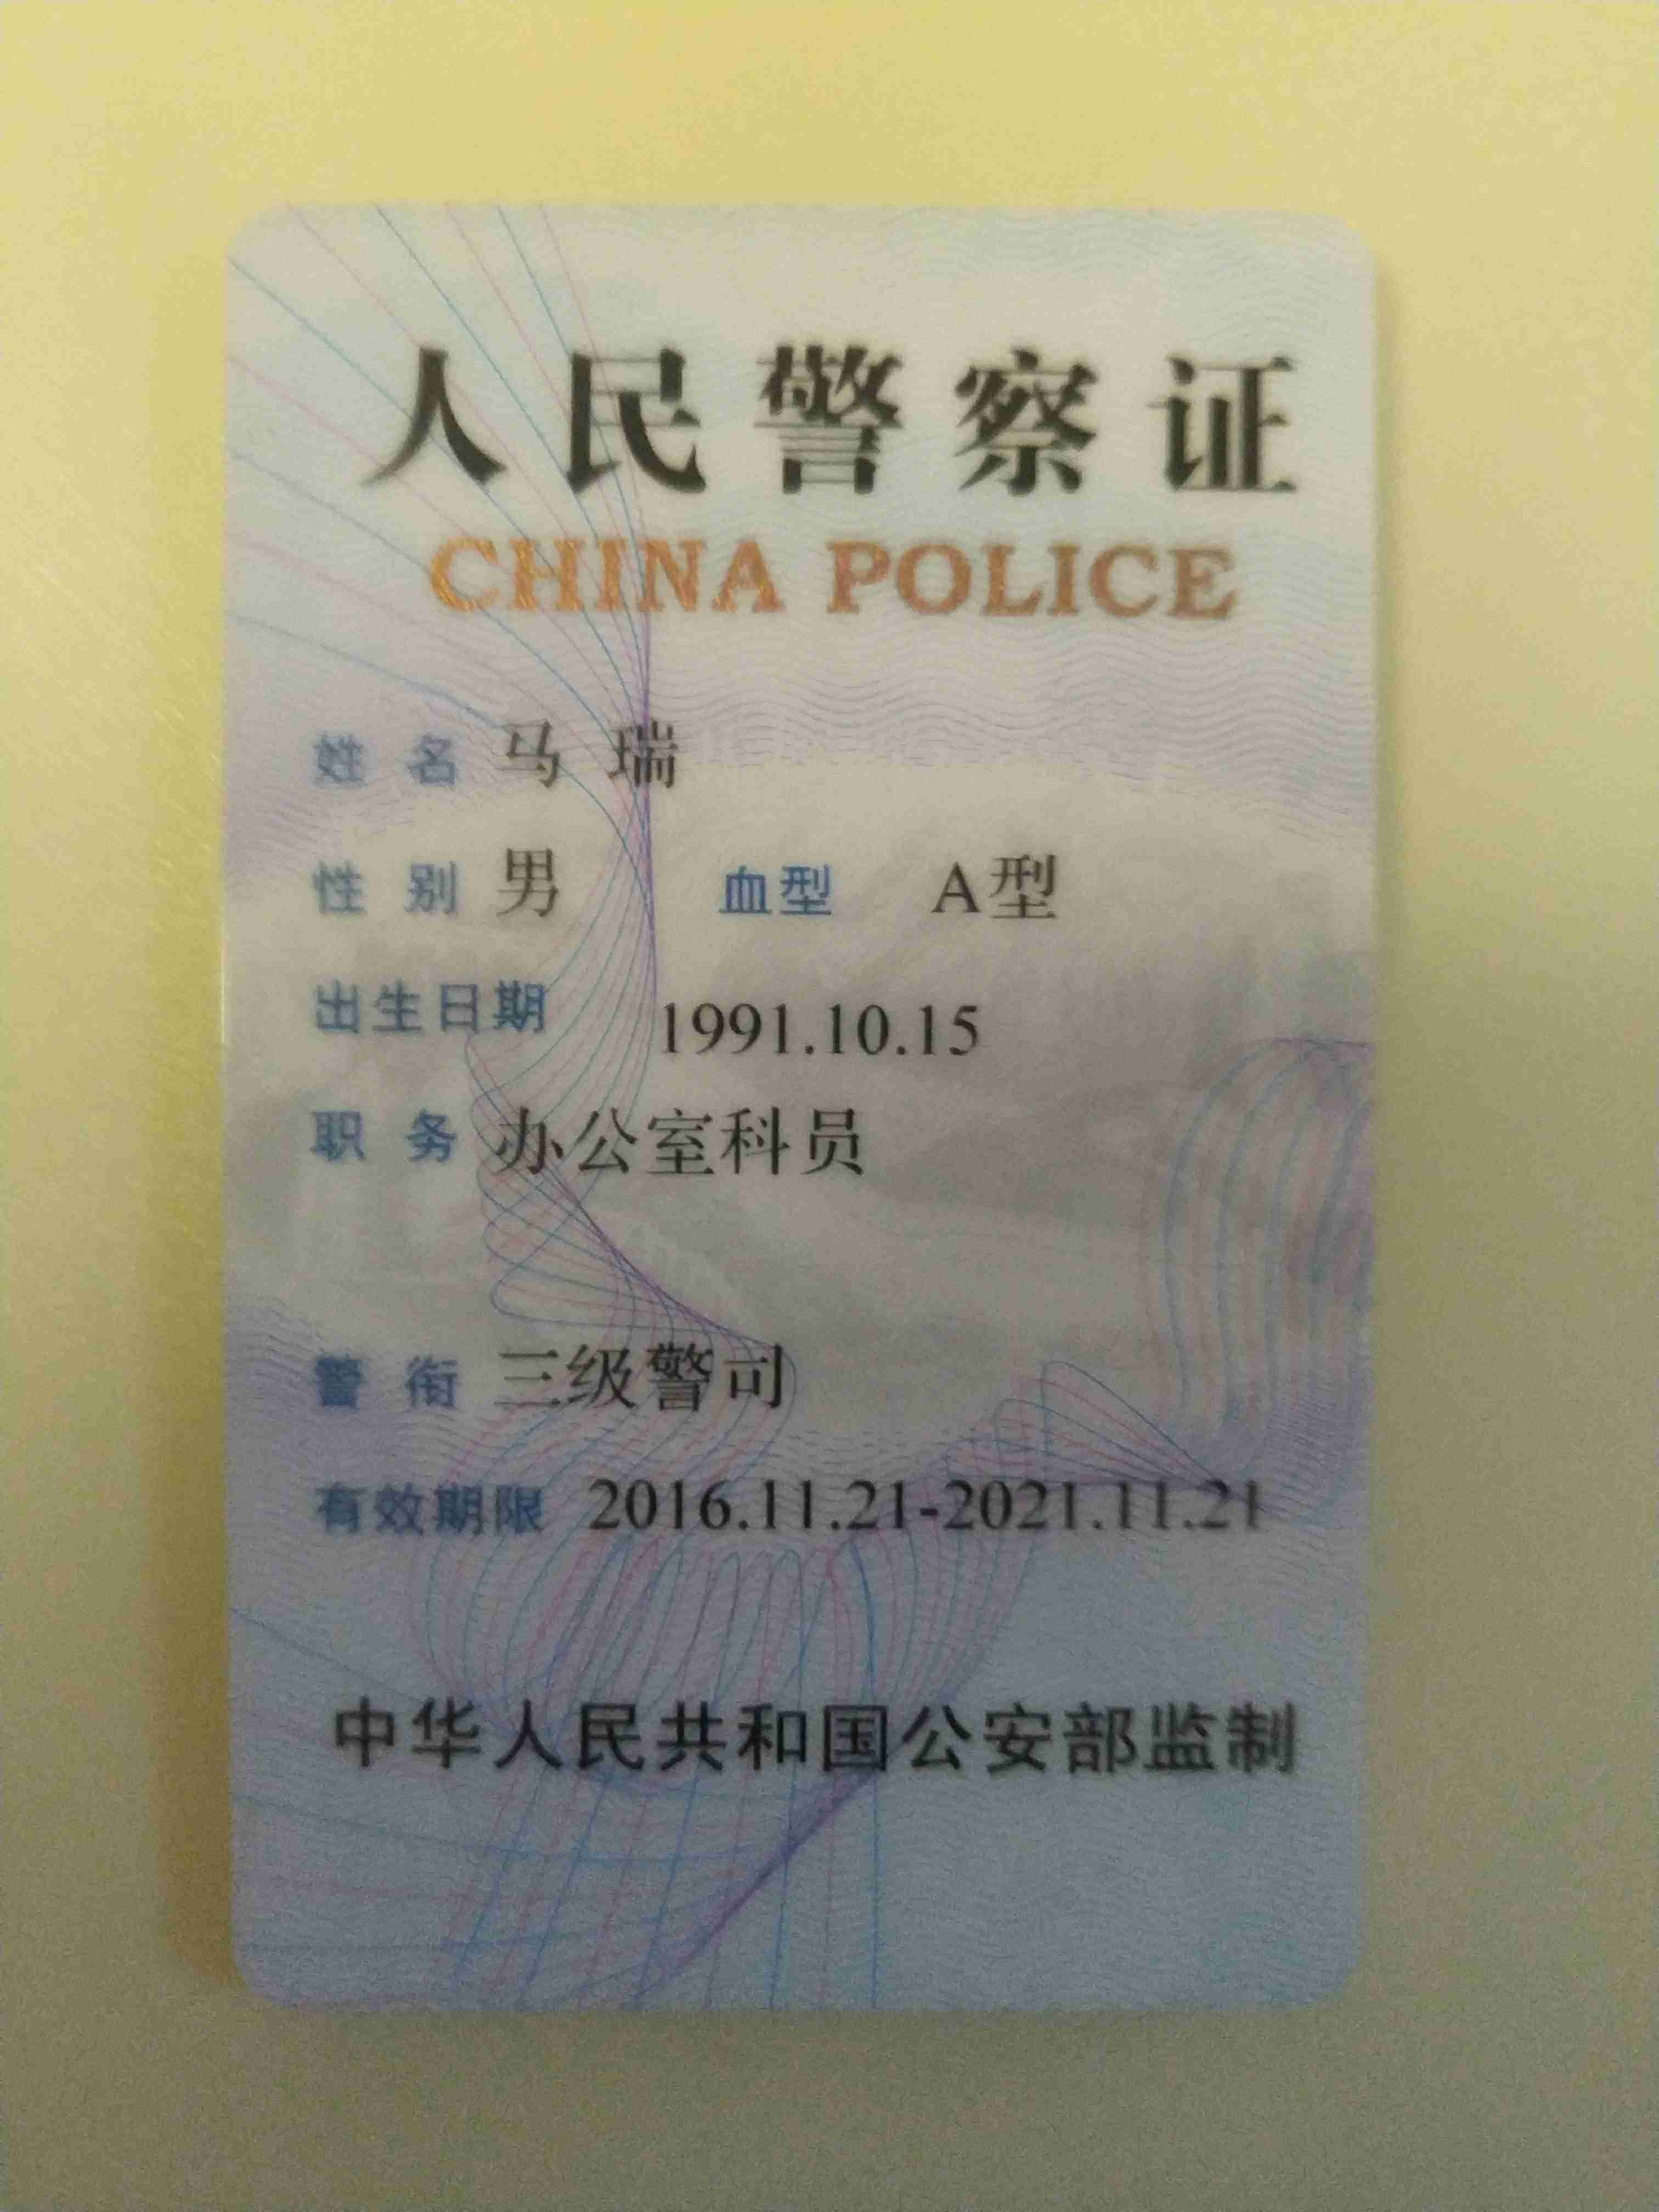 人民警察证
CHINA POLICE
姓名 马瑞
性别 男 血型 A型
出生日期 1991.10.15
职务 办公室科员
警衔 三级警司
有效期限 2016.11.21-2021.11.21
中华人民共和国公安部监制